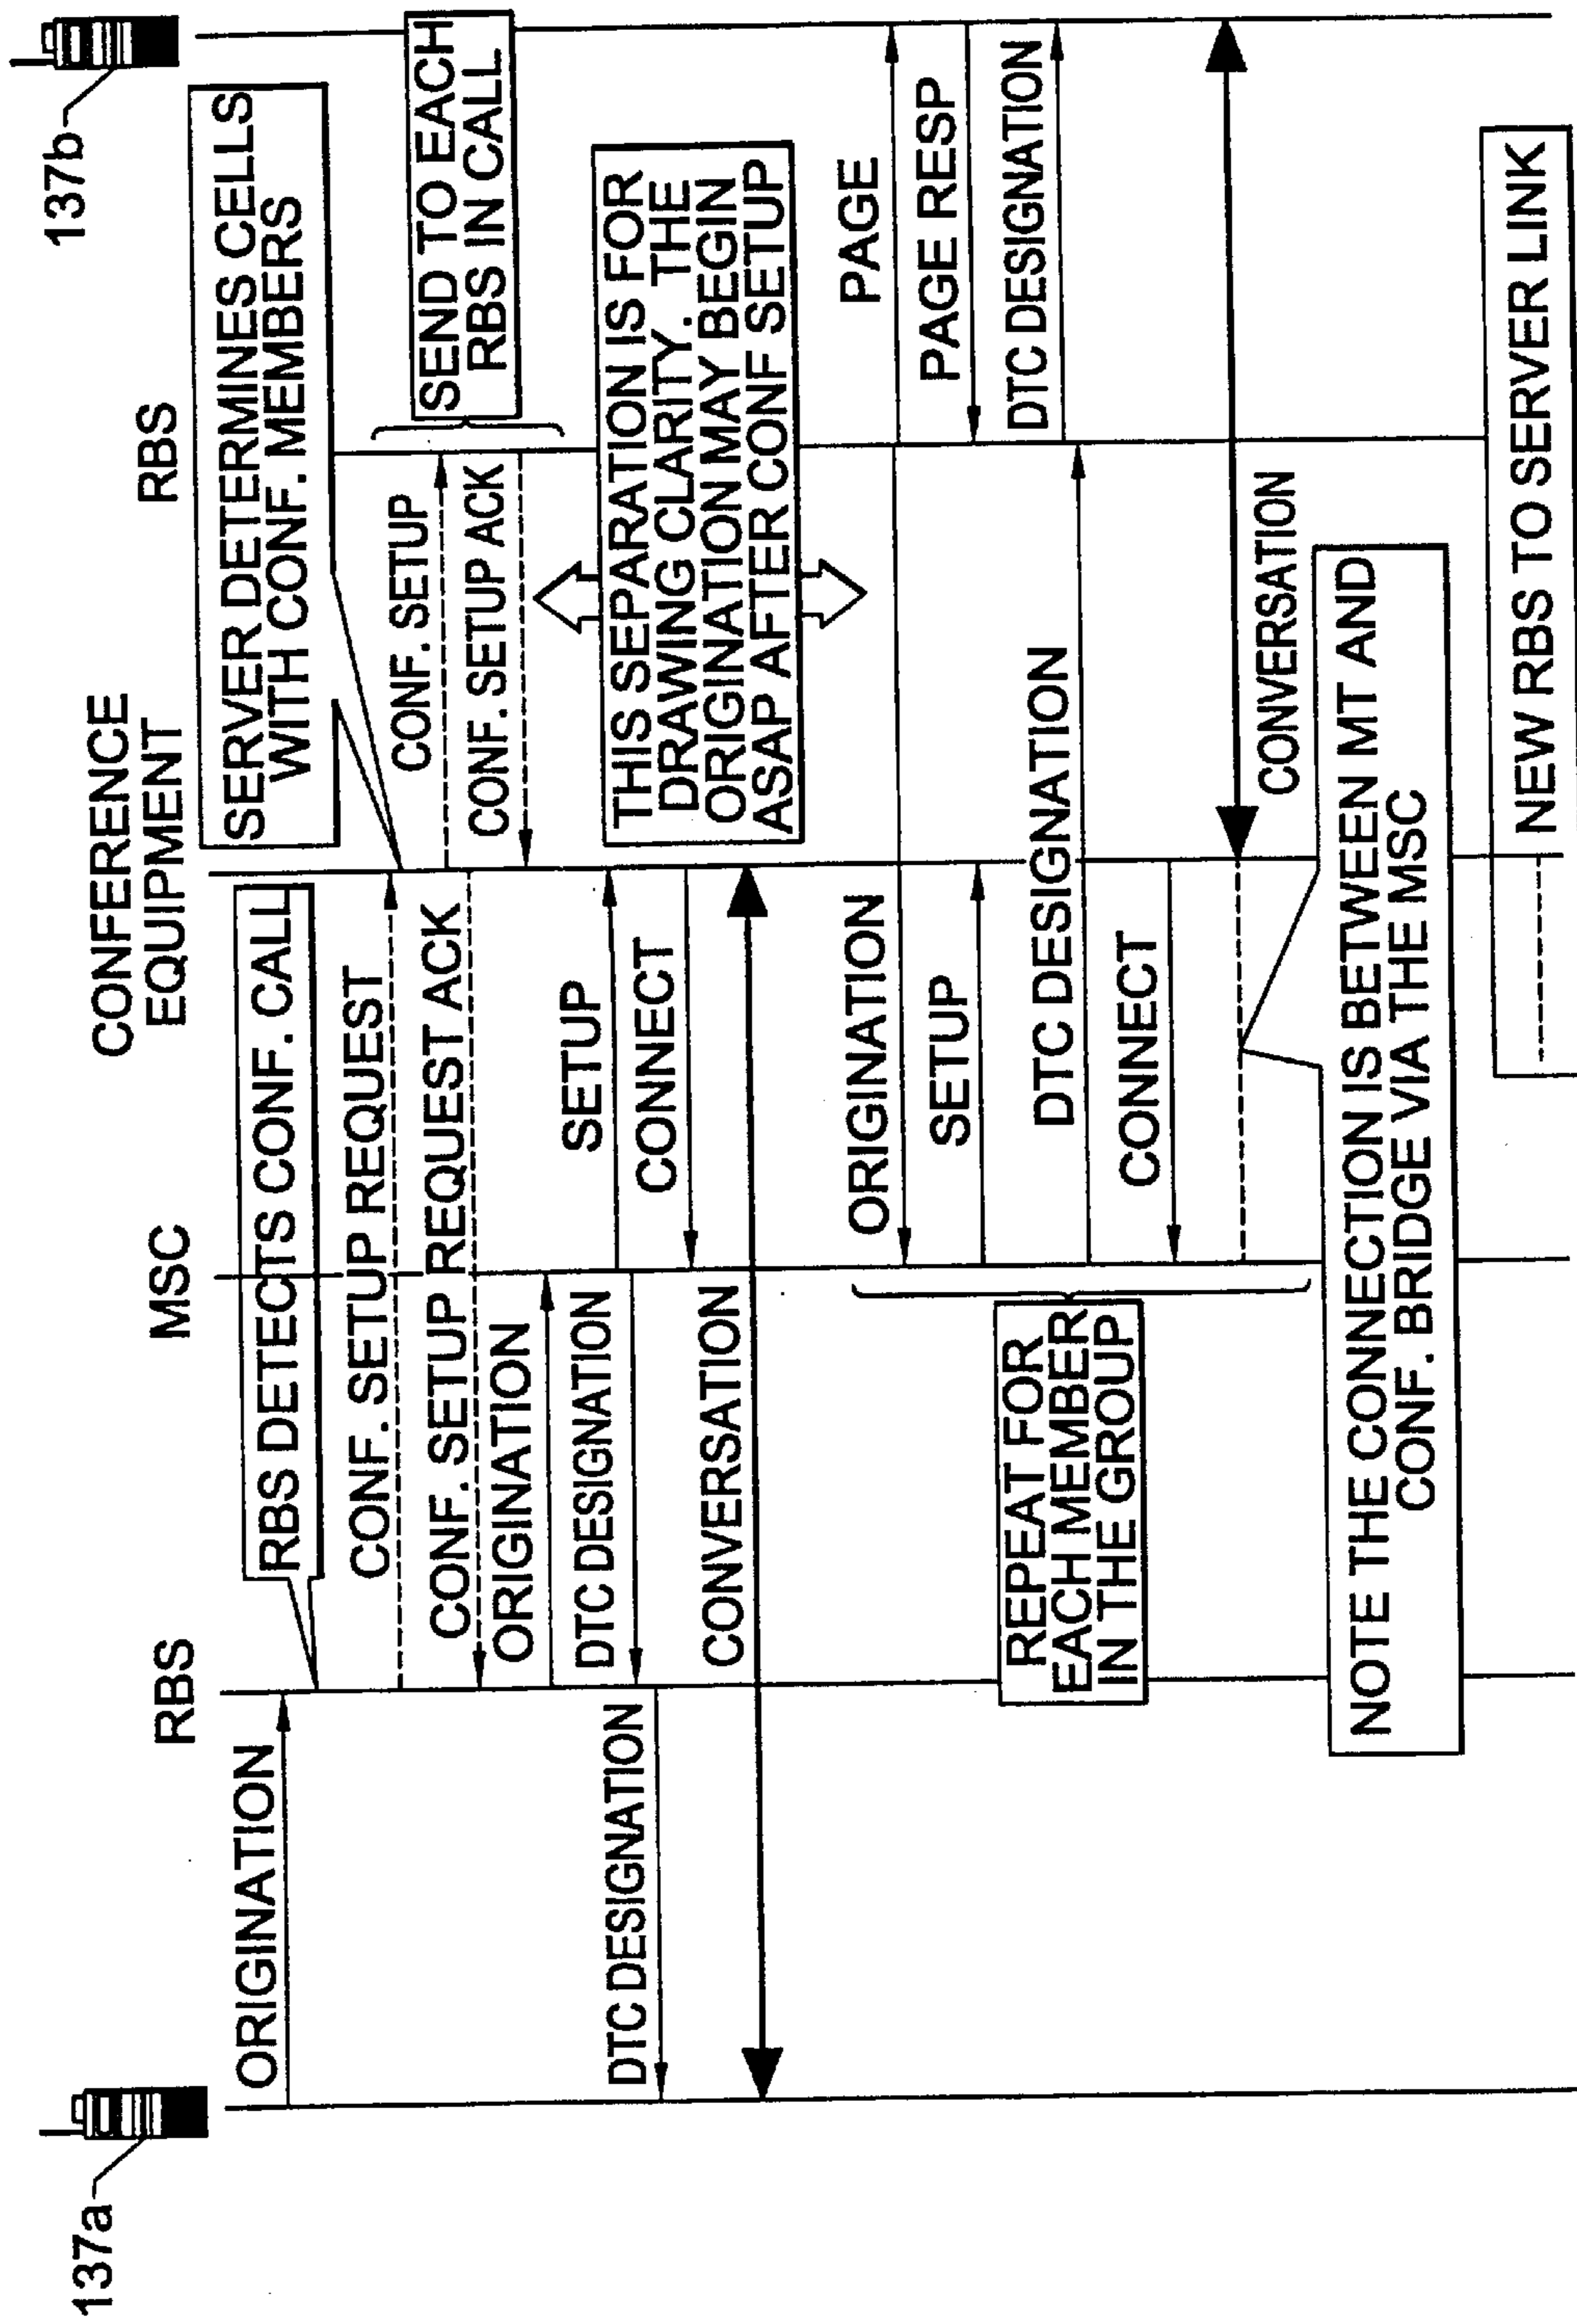 137a
137b
RBS
MSC
CONFERENCE
EQUIPMENT
RBS
ORIGINATION
RBS DETECTS CONF. CALL
SERVER DETERMINES CELLS
WITH CONF. MEMBERS
CONF. SETUP REQUEST
CONF. SETUP
SEND TO EACH
RBS IN CALL
CONF. SETUP REQUEST ACK
CONF. SETUP ACK
ORIGINATION
DTC DESIGNATION
SETUP
DTC DESIGNATION
CONNECT
THIS SEPARATION IS FOR
DRAWING CLARITY. THE
ORIGINATION MAY BEGIN
ASAP AFTER CONF SETUP
CONVERSATION
ORIGINATION
PAGE
SETUP
PAGE RESP
REPEAT FOR
EACH MEMBER
IN THE GROUP
DTC DESIGNATION
DTC DESIGNATION
CONNECT
CONVERSATION
NOTE THE CONNECTION IS BETWEEN MT AND
CONF. BRIDGE VIA THE MSC
NEW RBS TO SERVER LINK